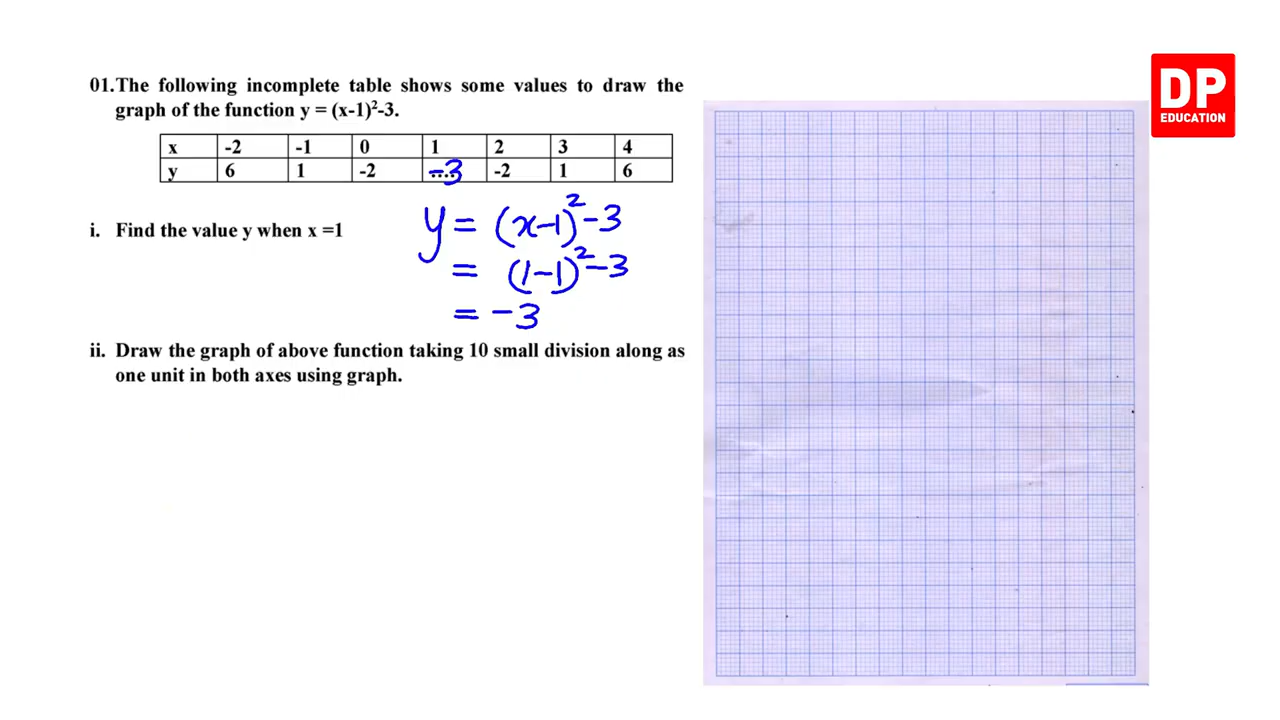 DP
EDUCATION
01.The following incomplete table shows some values to draw the
graph of the function y = (x-1)²-3.
x -2 -1 0 1 2 3 4
y 6 1 -2 -3 -2 1 6
i. Find the value y when x =1
y = (x-1)²-3
= (1-1)²-3
= -3
ii. Draw the graph of above function taking 10 small division along as
one unit in both axes using graph.